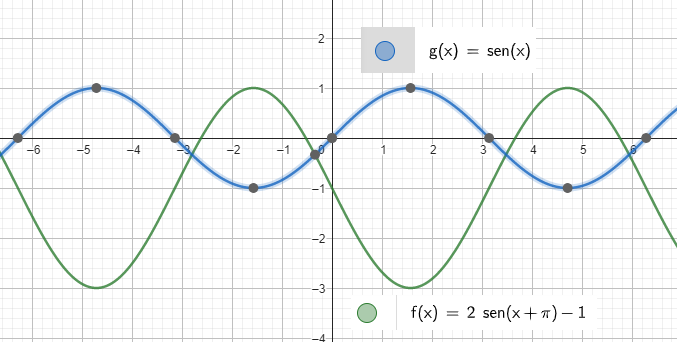 2
g(x) = sen(x)
1
−6 −5 −4 −3 −2 −1 0 1 2 3 4 5 6
−1
−2
−3
f(x) = 2 sen(x + π) − 1
−4